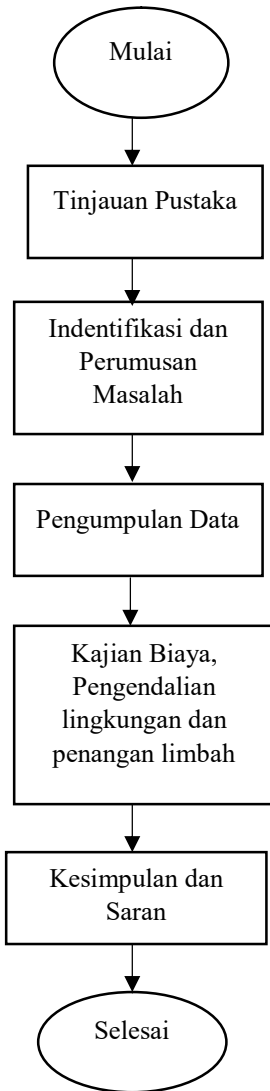 Mulai
Tinjauan Pustaka
Indentifikasi dan
Perumusan
Masalah
Pengumpulan Data
Kajian Biaya,
Pengendalian
lingkungan dan
penangan limbah
Kesimpulan dan
Saran
Selesai